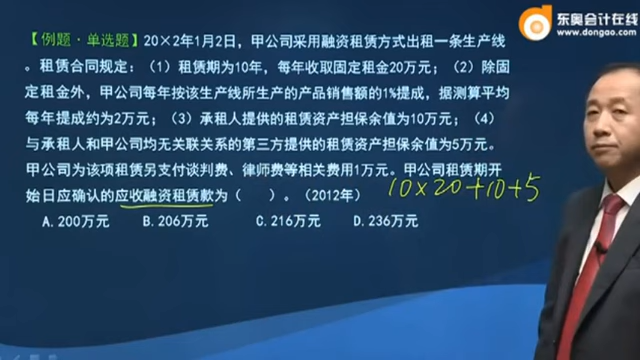 东奥会计在线
www.dongao.com
【例题·单选题】20×2年1月2日，甲公司采用融资租赁方式出租一条生产线
。租赁合同规定：（1）租赁期为10年，每年收取固定租金20万元；（2）除固
定租金外，甲公司每年按该生产线所生产的产品销售额的1%提成，据测算平均
每年提成约为2万元；（3）承租人提供的租赁资产担保余值为10万元；（4）
与承租人和甲公司均无关联关系的第三方提供的租赁资产担保余值为5万元。
甲公司为该项租赁另支付谈判费、律师费等相关费用1万元。甲公司租赁期开
始日应确认的应收融资租赁款为（　）。（2012年）
10×20+10+5
A.200万元 B.206万元 C.216万元 D.236万元